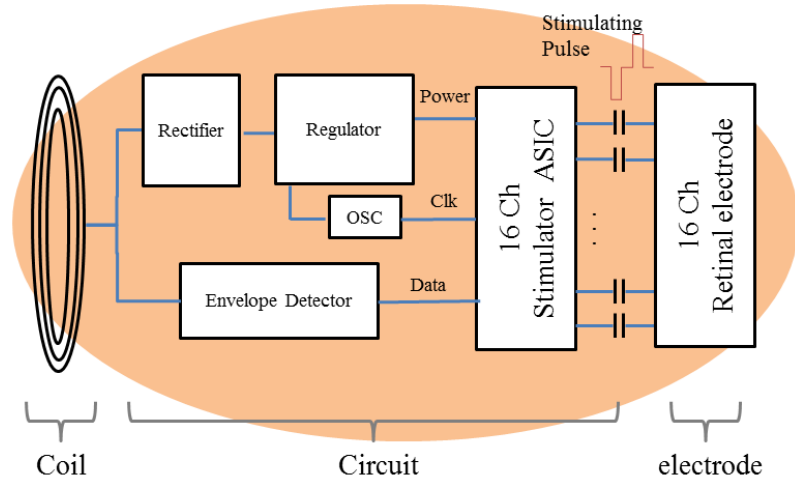 Stimulating
Pulse
Power
Rectifier
Regulator
Clk
OSC
Data
Envelope Detector
16 Ch
Stimulator ASIC
. . . .
16 Ch
Retinal electrode
Coil
Circuit
electrode